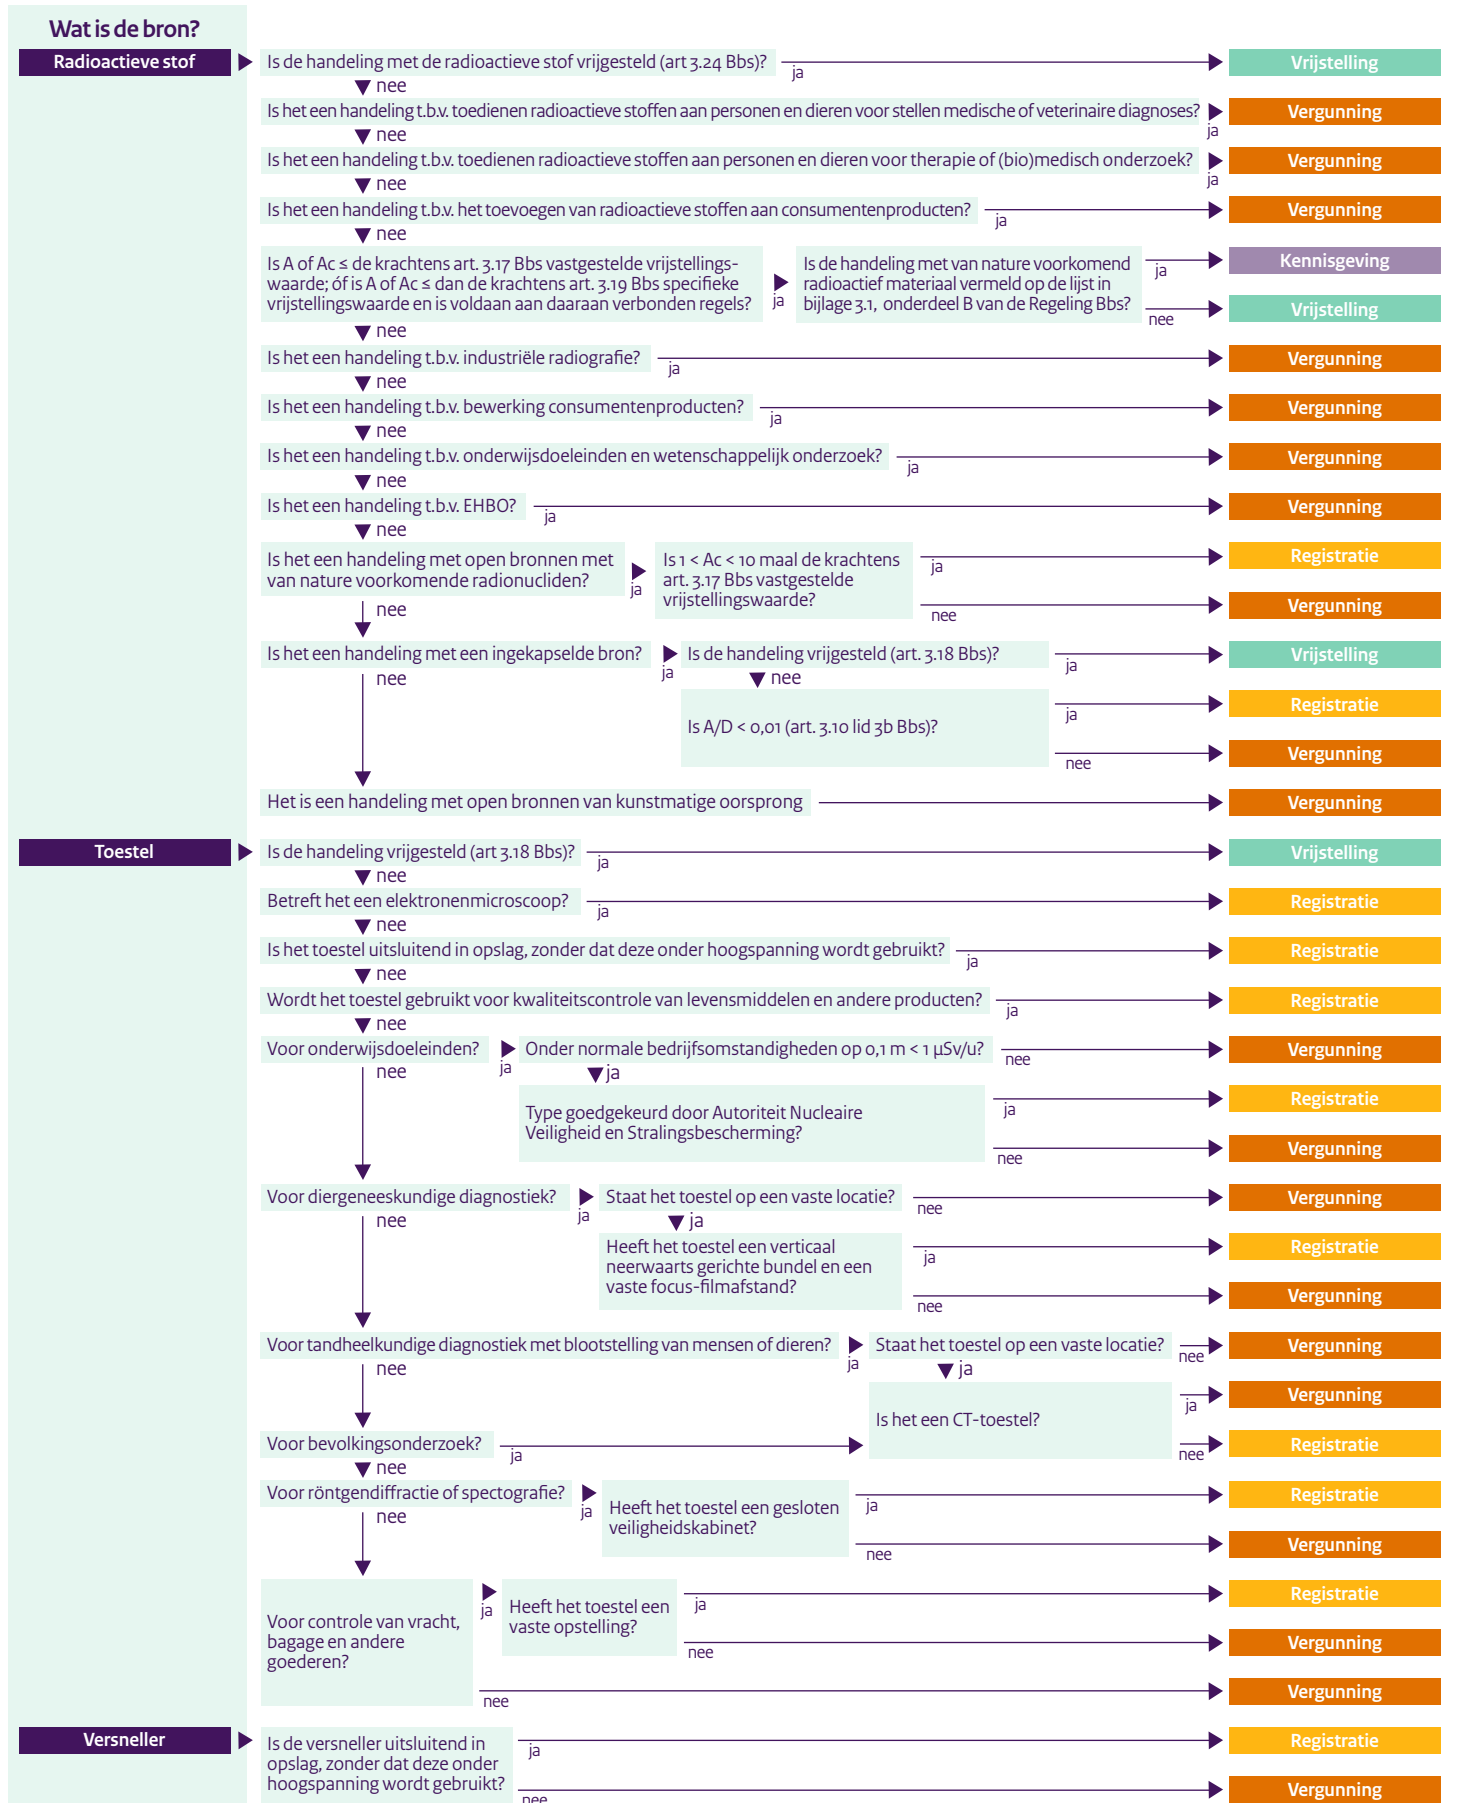 Wat is de bron?
Radioactieve stof
Is de handeling met de radioactieve stof vrijgesteld (art 3.24 Bbs)?
ja
Vrijstelling
nee
Is het een handeling t.b.v. toedienen radioactieve stoffen aan personen en dieren voor stellen medische of veterinaire diagnoses?
ja
Vergunning
nee
Is het een handeling t.b.v. toedienen radioactieve stoffen aan personen en dieren voor therapie of (bio)medisch onderzoek?
ja
Vergunning
nee
Is het een handeling t.b.v. het toevoegen van radioactieve stoffen aan consumentenproducten?
ja
Vergunning
nee
Is A of Ac ≤ de krachtens art. 3.17 Bbs vastgestelde vrijstellings-
waarde; óf is A of Ac ≤ dan de krachtens art. 3.19 Bbs specifieke
vrijstellingswaarde en is voldaan aan daaraan verbonden regels?
ja
Is de handeling met van nature voorkomend
radioactief materiaal vermeld op de lijst in
bijlage 3.1, onderdeel B van de Regeling Bbs?
ja
Kennisgeving
nee
Vrijstelling
nee
Is het een handeling t.b.v. industriële radiografie?
ja
Vergunning
nee
Is het een handeling t.b.v. bewerking consumentenproducten?
ja
Vergunning
nee
Is het een handeling t.b.v. onderwijsdoeleinden en wetenschappelijk onderzoek?
ja
Vergunning
nee
Is het een handeling t.b.v. EHBO?
ja
Vergunning
nee
Is het een handeling met open bronnen met
van nature voorkomende radionucliden?
ja
Is 1 < Ac < 10 maal de krachtens
art. 3.17 Bbs vastgestelde
vrijstellingswaarde?
ja
Registratie
nee
Vergunning
nee
Is het een handeling met een ingekapselde bron?
ja
Is de handeling vrijgesteld (art. 3.18 Bbs)?
ja
Vrijstelling
nee
nee
Is A/D < 0,01 (art. 3.10 lid 3b Bbs)?
ja
Registratie
nee
Vergunning
Het is een handeling met open bronnen van kunstmatige oorsprong
Vergunning
Toestel
Is de handeling vrijgesteld (art 3.18 Bbs)?
ja
Vrijstelling
nee
Betreft het een elektronenmicroscoop?
ja
Registratie
nee
Is het toestel uitsluitend in opslag, zonder dat deze onder hoogspanning wordt gebruikt?
ja
Registratie
nee
Wordt het toestel gebruikt voor kwaliteitscontrole van levensmiddelen en andere producten?
ja
Registratie
nee
Voor onderwijsdoeleinden?
ja
Onder normale bedrijfsomstandigheden op 0,1 m < 1 µSv/u?
nee
Vergunning
nee
ja
Type goedgekeurd door Autoriteit Nucleaire
Veiligheid en Stralingsbescherming?
ja
Registratie
nee
Vergunning
Voor diergeneeskundige diagnostiek?
ja
Staat het toestel op een vaste locatie?
nee
Vergunning
nee
ja
Heeft het toestel een verticaal
neerwaarts gerichte bundel en een
vaste focus-filmafstand?
ja
Registratie
nee
Vergunning
Voor tandheelkundige diagnostiek met blootstelling van mensen of dieren?
ja
Staat het toestel op een vaste locatie?
nee
Vergunning
nee
ja
Is het een CT-toestel?
ja
Vergunning
nee
Registratie
Voor bevolkingsonderzoek?
ja
nee
Voor röntgendiffractie of spectografie?
ja
Heeft het toestel een gesloten
veiligheidskabinet?
ja
Registratie
nee
Vergunning
nee
Voor controle van vracht,
bagage en andere
goederen?
ja
Heeft het toestel een
vaste opstelling?
ja
Registratie
nee
Vergunning
nee
Vergunning
Versneller
Is de versneller uitsluitend in
opslag, zonder dat deze onder
hoogspanning wordt gebruikt?
ja
Registratie
nee
Vergunning